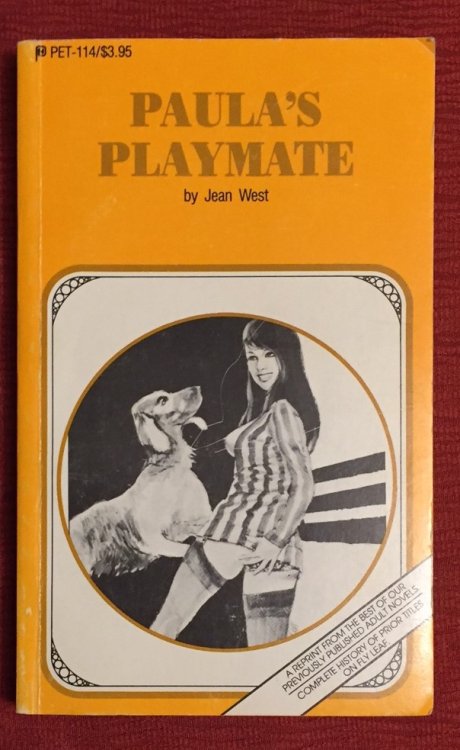 PET-114/$3.95
PAULA'S
PLAYMATE
by Jean West
A REPRINT FROM THE BEST OF OUR
PREVIOUSLY PUBLISHED ADULT NOVELS.
COMPLETE HISTORY OF PRIOR TITLES
ON FLY LEAF